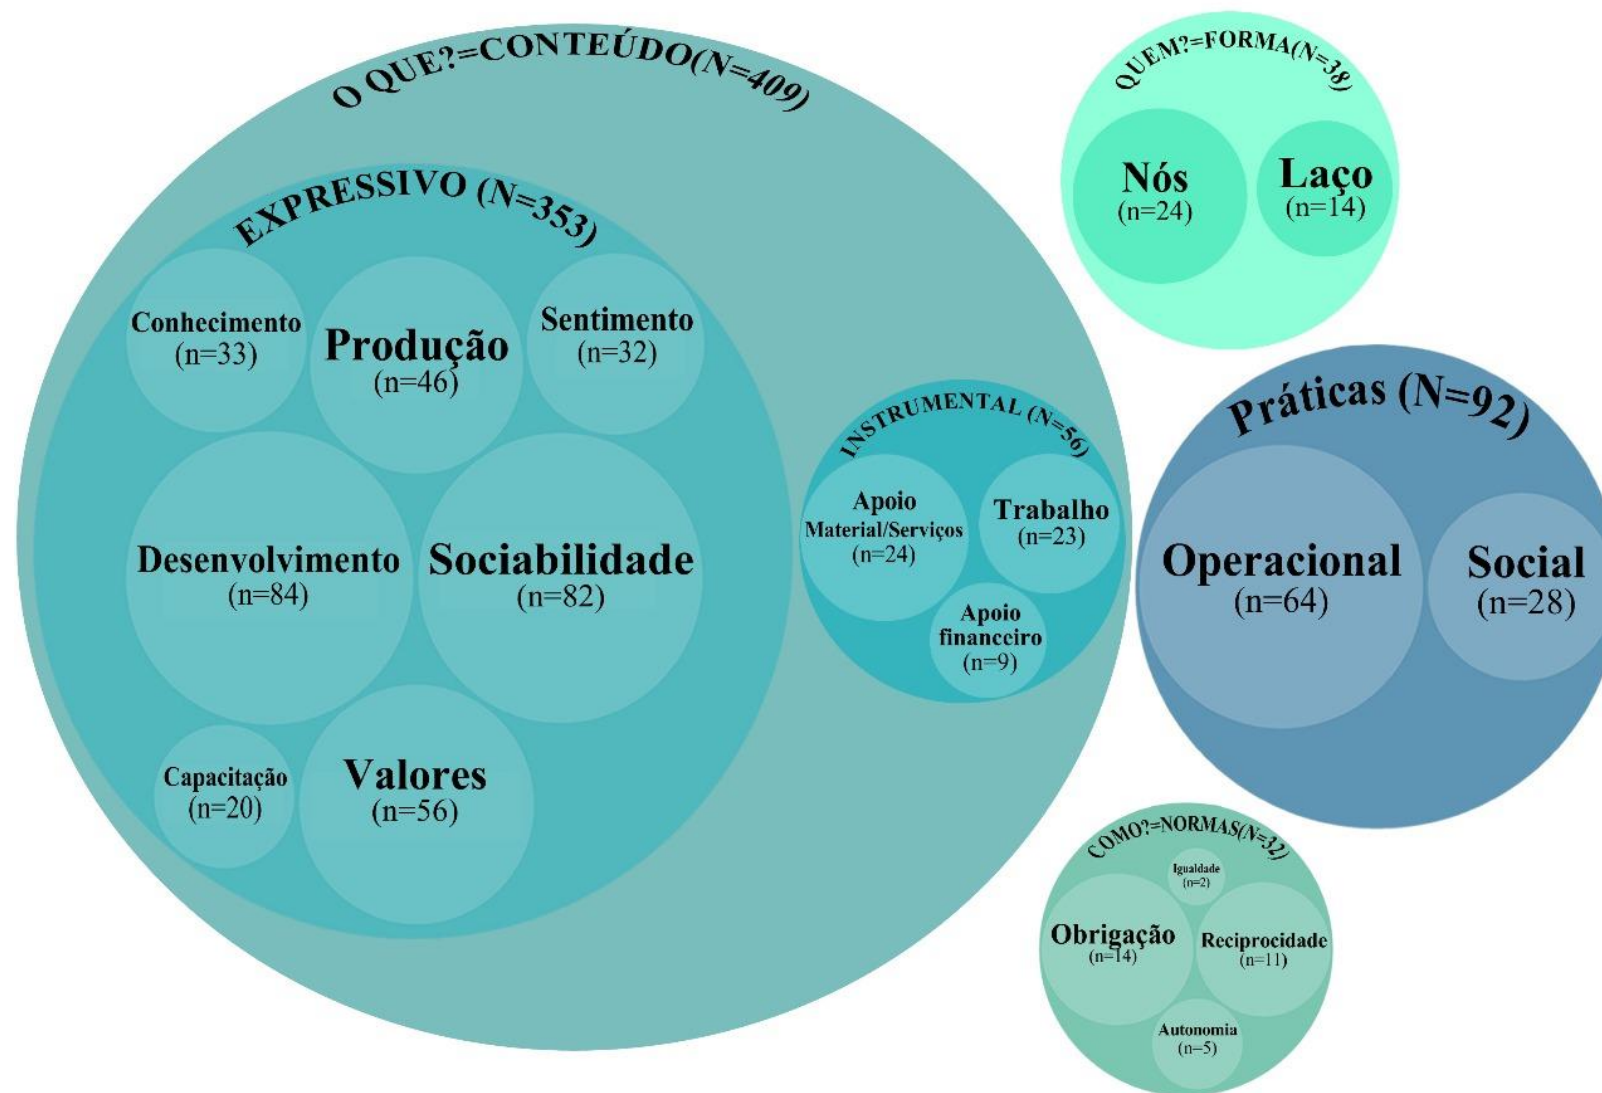 O QUE?=CONTEÚDO(N=409)
EXPRESSIVO (N=353)
Conhecimento
(n=33)
Produção
(n=46)
Sentimento
(n=32)
Desenvolvimento
(n=84)
Sociabilidade
(n=82)
Capacitação
(n=20)
Valores
(n=56)
INSTRUMENTAL (N=56)
Apoio
Material/Serviços
(n=24)
Trabalho
(n=23)
Apoio
financeiro
(n=9)
QUEM?=FORMA(N=38)
Nós
(n=24)
Laço
(n=14)
Práticas (N=92)
Operacional
(n=64)
Social
(n=28)
COMO?=NORMAS(N=32)
Igualdade
(n=2)
Obrigação
(n=14)
Reciprocidade
(n=11)
Autonomia
(n=5)